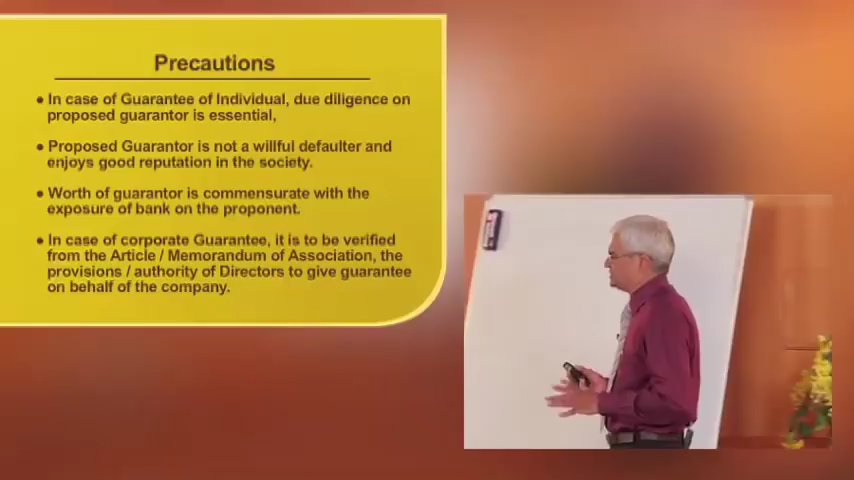 Precautions
● In case of Guarantee of Individual, due diligence on
proposed guarantor is essential,
● Proposed Guarantor is not a willful defaulter and
enjoys good reputation in the society.
● Worth of guarantor is commensurate with the
exposure of bank on the proponent.
● In case of corporate Guarantee, it is to be verified
from the Article / Memorandum of Association, the
provisions / authority of Directors to give guarantee
on behalf of the company.